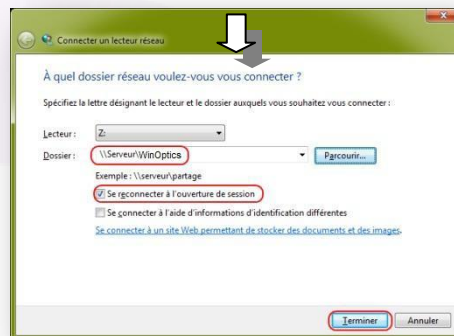 Connecter un lecteur réseau
À quel dossier réseau voulez-vous vous connecter ?
Spécifiez la lettre désignant le lecteur et le dossier auxquels vous souhaitez vous connecter :
Lecteur : Z:
Dossier : \\Serveur\WinOptics Parcourir...
Exemple : \\serveur\partage
Se reconnecter à l'ouverture de session
Se connecter à l'aide d'informations d'identification différentes
Se connecter à un site Web permettant de stocker des documents et des images.
Terminer Annuler